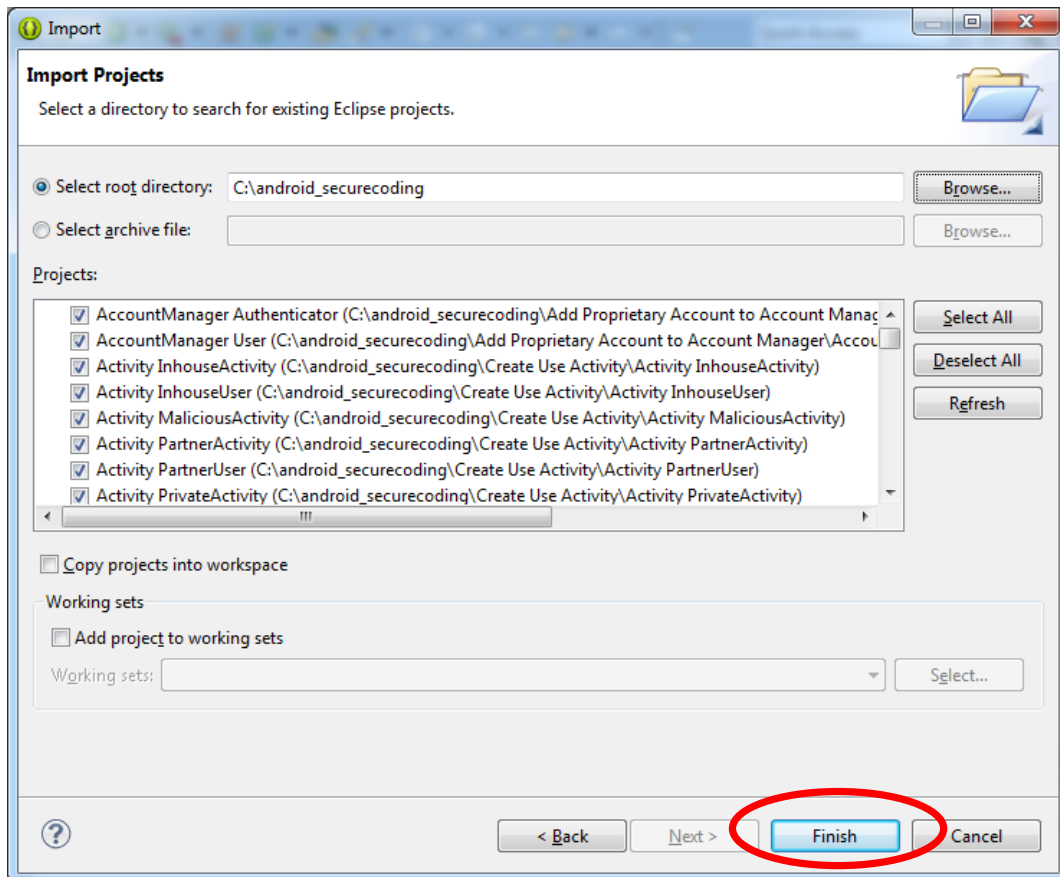 Import
Import Projects
Select a directory to search for existing Eclipse projects.
Select root directory: C:\android_securecoding Browse...
Select archive file: Browse...
Projects:
AccountManager Authenticator (C:\android_securecoding\Add Proprietary Account to Account Manag
AccountManager User (C:\android_securecoding\Add Proprietary Account to Account Manager\Accou
Activity InhouseActivity (C:\android_securecoding\Create Use Activity\Activity InhouseActivity)
Activity InhouseUser (C:\android_securecoding\Create Use Activity\Activity InhouseUser)
Activity MaliciousActivity (C:\android_securecoding\Create Use Activity\Activity MaliciousActivity)
Activity PartnerActivity (C:\android_securecoding\Create Use Activity\Activity PartnerActivity)
Activity PartnerUser (C:\android_securecoding\Create Use Activity\Activity PartnerUser)
Activity PrivateActivity (C:\android_securecoding\Create Use Activity\Activity PrivateActivity)
Select All
Deselect All
Refresh
Copy projects into workspace
Working sets
Add project to working sets
Working sets: Select...
< Back Next > Finish Cancel